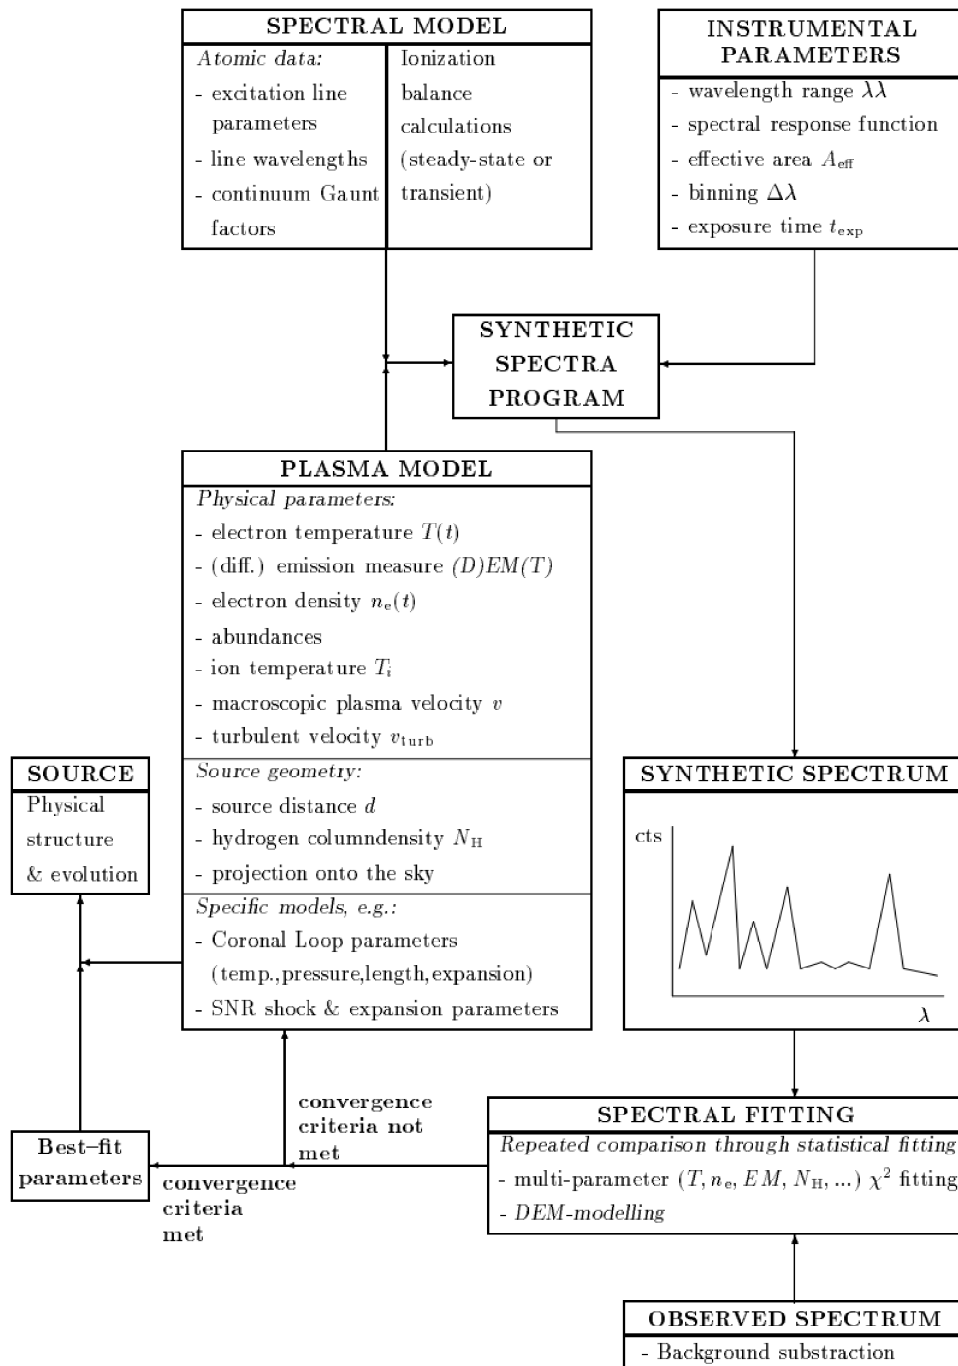 SPECTRAL MODEL
Atomic data:
- excitation line
parameters
- line wavelengths
- continuum Gaunt
factors
Ionization
balance
calculations
(steady-state or
transient)
INSTRUMENTAL
PARAMETERS
- wavelength range λλ
- spectral response function
- effective area A_eff
- binning Δλ
- exposure time t_exp
SYNTHETIC
SPECTRA
PROGRAM
PLASMA MODEL
Physical parameters:
- electron temperature T(t)
- (diff.) emission measure (D)EM(T)
- electron density n_e(t)
- abundances
- ion temperature T_i
- macroscopic plasma velocity v
- turbulent velocity v_turb
Source geometry:
- source distance d
- hydrogen columndensity N_H
- projection onto the sky
Specific models, e.g.:
- Coronal Loop parameters
(temp.,pressure,length,expansion)
- SNR shock & expansion parameters
SOURCE
Physical
structure
& evolution
SYNTHETIC SPECTRUM
cts
λ
convergence
criteria not
met
Best–fit
parameters
convergence
criteria
met
SPECTRAL FITTING
Repeated comparison through statistical fitting
- multi-parameter (T, n_e, EM, N_H, ...) χ² fitting
- DEM-modelling
OBSERVED SPECTRUM
- Background substraction